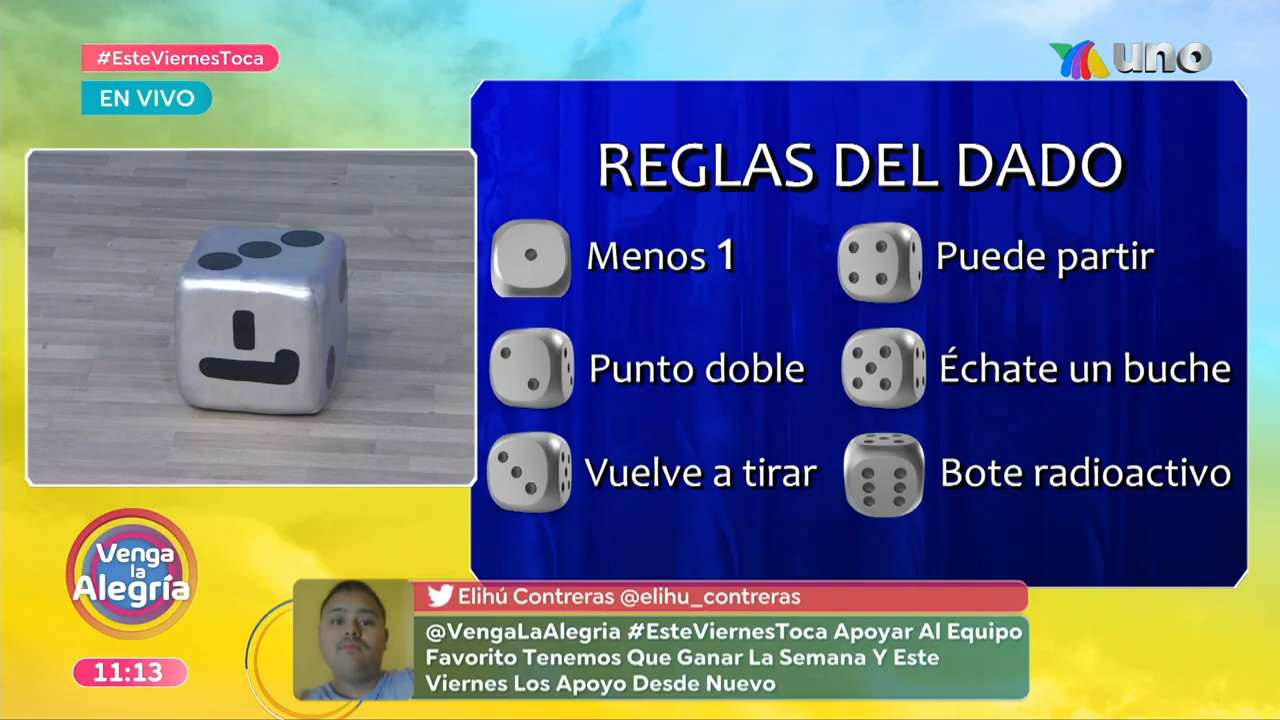 #EsteViernesToca
EN VIVO
uno
REGLAS DEL DADO
Menos 1
Puede partir
Punto doble
Échate un buche
Vuelve a tirar
Bote radioactivo
Venga
la
Alegría
11:13
Elihú Contreras @elihu_contreras
@VengaLaAlegria #EsteViernesToca Apoyar Al Equipo
Favorito Tenemos Que Ganar La Semana Y Este
Viernes Los Apoyo Desde Nuevo